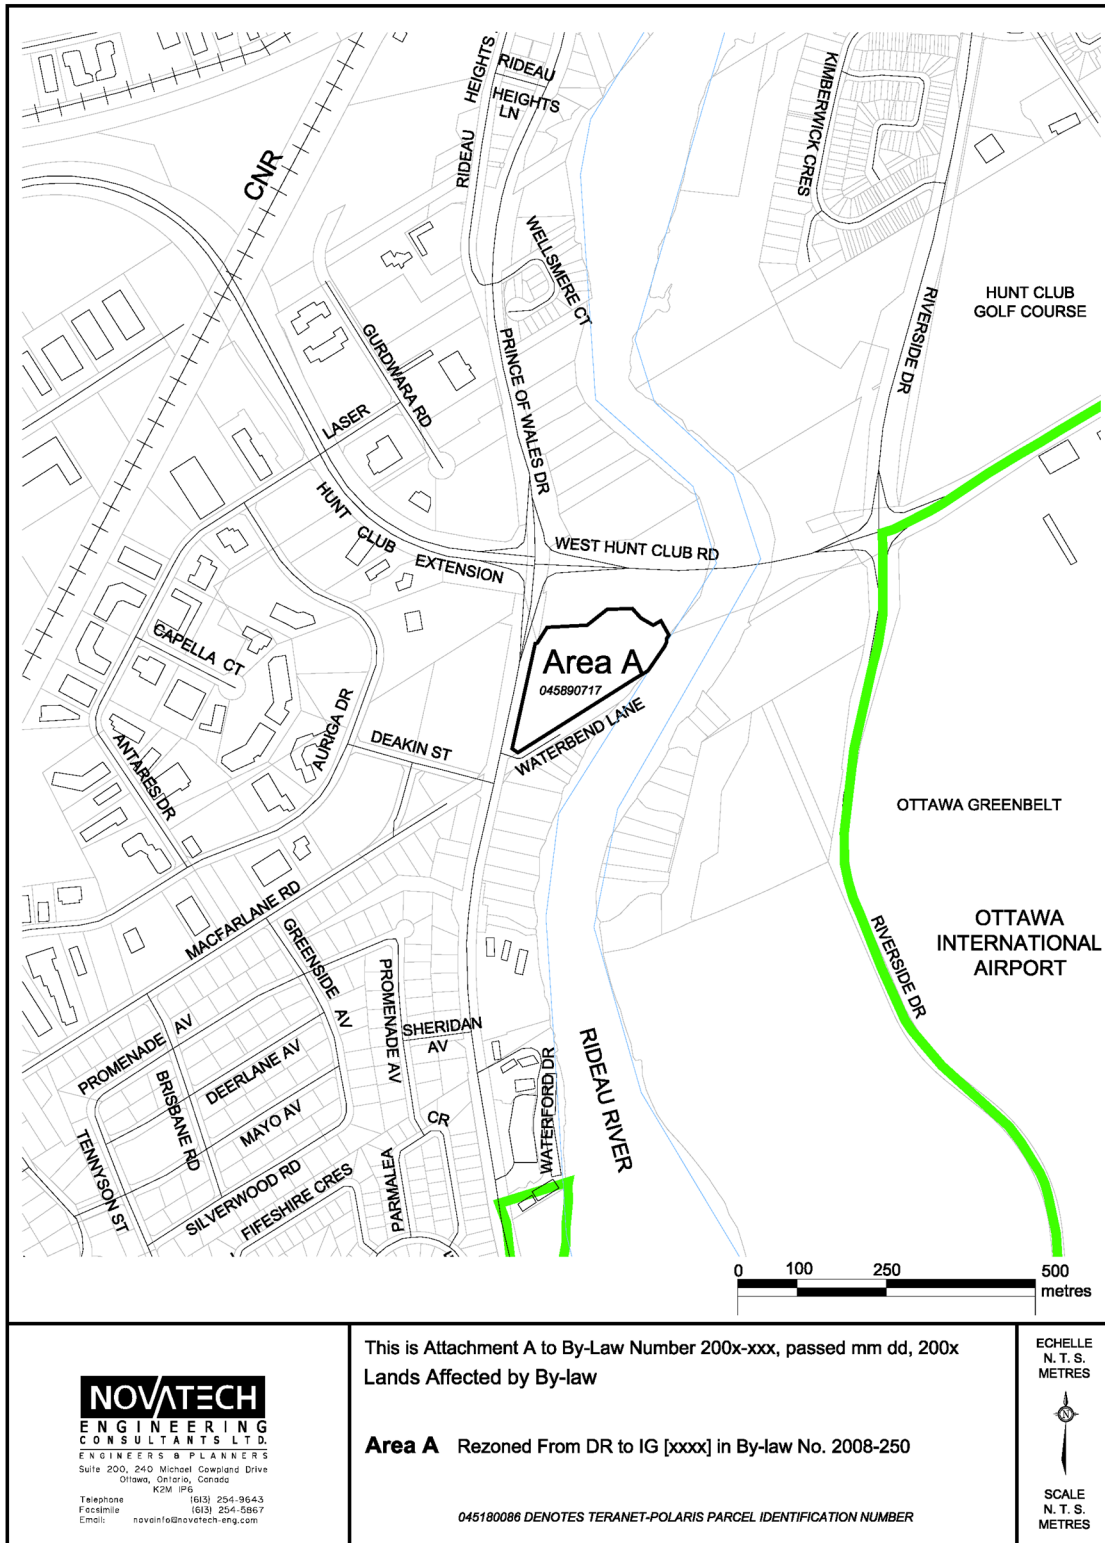 RIDEAU
HEIGHTS
LN
RIDEAU
HEIGHTS
KIMBERWICK CRES
CNR
WELLSMERE CT
HUNT CLUB
GOLF COURSE
RIVERSIDE DR
GURDWARA RD
PRINCE OF WALES DR
LASER
HUNT CLUB EXTENSION
WEST HUNT CLUB RD
Area A
045890717
CAPELLA CT
WATERBEND LANE
AURIGA DR
DEAKIN ST
ANTARES DR
OTTAWA GREENBELT
MACFARLANE RD
GREENSIDE AV
OTTAWA
INTERNATIONAL
AIRPORT
RIVERSIDE DR
PROMENADE AV
SHERIDAN
AV
PROMENADE AV
DEERLANE AV
BRISBANE RD
MAYO AV
WATERFORD DR
RIDEAU RIVER
CR
PARMALEA
TENNYSON ST
SILVERWOOD RD
FIFESHIRE CRES
0 100 250 500
metres
NOVATECH
ENGINEERING
CONSULTANTS LTD.
ENGINEERS & PLANNERS
Suite 200, 240 Michael Cowpland Drive
Ottawa, Ontario, Canada
K2M 1P6
Telephone (613) 254-9643
Facsimile (613) 254-5867
Email: novainfo@novatech-eng.com
This is Attachment A to By-Law Number 200x-xxx, passed mm dd, 200x
Lands Affected by By-law
Area A Rezoned From DR to IG [xxxx] in By-law No. 2008-250
045180086 DENOTES TERANET-POLARIS PARCEL IDENTIFICATION NUMBER
ECHELLE
N. T. S.
METRES
N
SCALE
N. T. S.
METRES